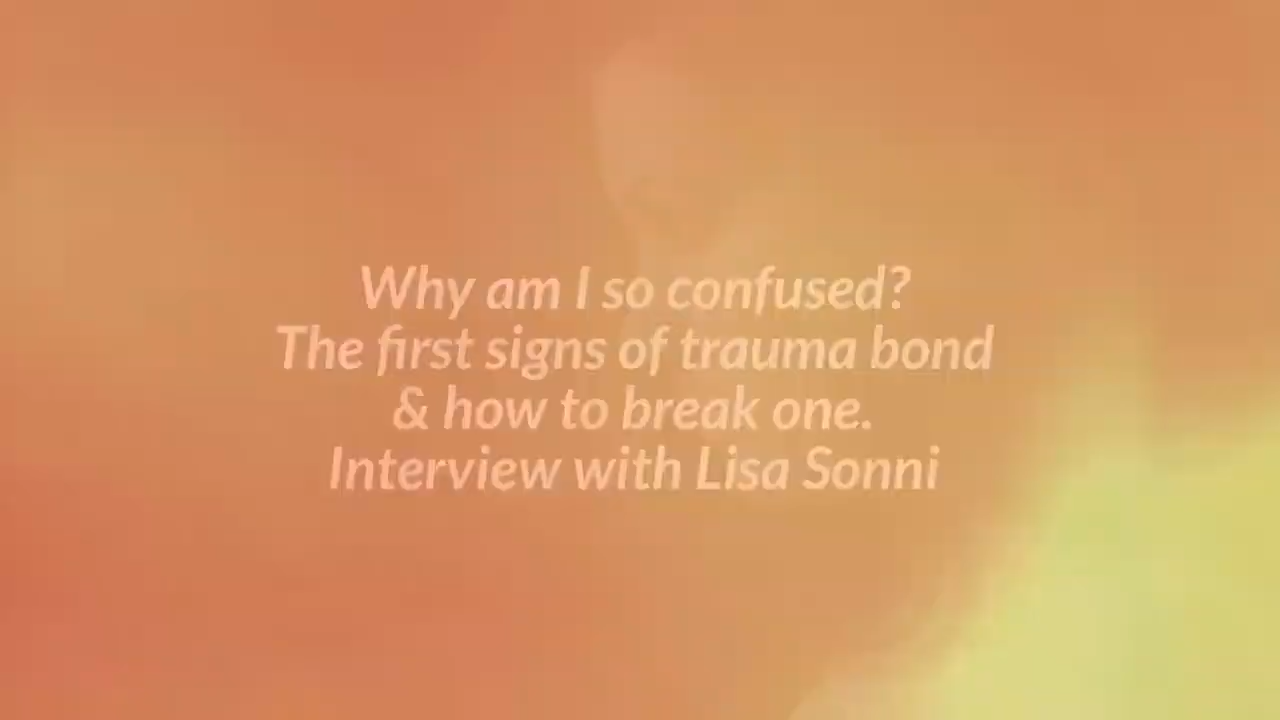 Why am I so confused?
The first signs of trauma bond
& how to break one.
Interview with Lisa Sonni